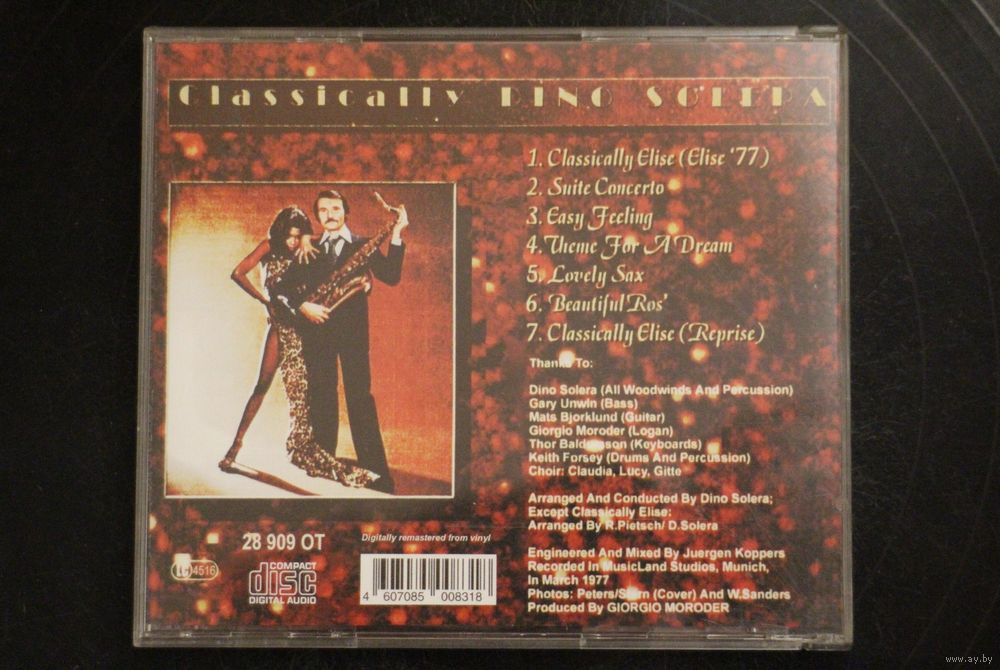 Classically DINO SOLERA
1. Classically Elise (Elise '77)
2. Suite Concerto
3. Easy Feeling
4. Theme For A Dream
5. Lovely Sax
6. Beautiful Ros'
7. Classically Elise (Reprise)
Thanks To:
Dino Solera (All Woodwinds And Percussion)
Gary Unwin (Bass)
Mats Bjorklund (Guitar)
Giorgio Moroder (Logan)
Thor Baldursson (Keyboards)
Keith Forsey (Drums And Percussion)
Choir: Claudia, Lucy, Gitte
Arranged And Conducted By Dino Solera;
Except Classically Elise:
Arranged By R.Pietsch/ D.Solera
Engineered And Mixed By Juergen Koppers
Recorded In MusicLand Studios, Munich,
In March 1977
Photos: Peters/Stern (Cover) And W.Sanders
Produced By GIORGIO MORODER
28 909 OT
Digitally remastered from vinyl
4516
COMPACT
disc
DIGITAL AUDIO
4 607085 008318
www.ay.by